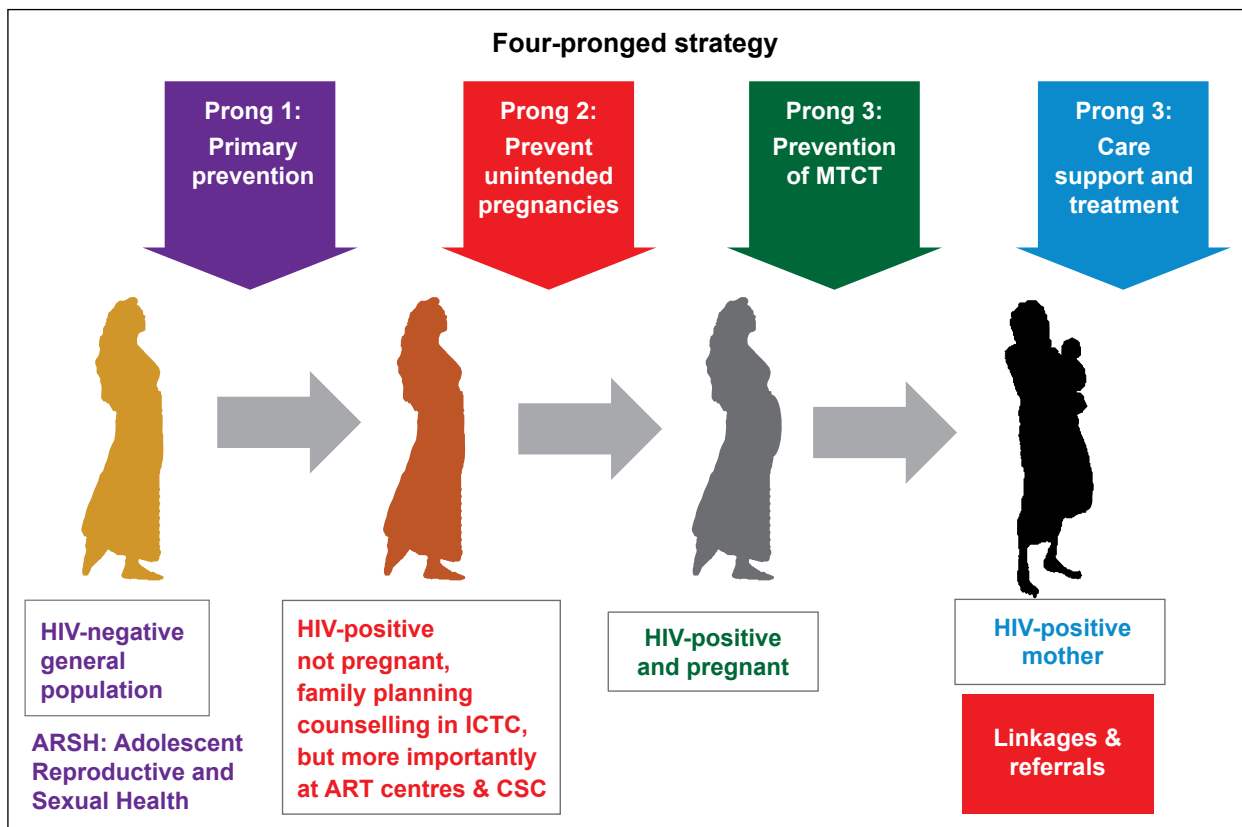 Four-pronged strategy
Prong 1:
Primary
prevention
Prong 2:
Prevent
unintended
pregnancies
Prong 3:
Prevention
of MTCT
Prong 3:
Care
support and
treatment
HIV-negative
general
population
ARSH: Adolescent
Reproductive and
Sexual Health
HIV-positive
not pregnant,
family planning
counselling in ICTC,
but more importantly
at ART centres & CSC
HIV-positive
and pregnant
HIV-positive
mother
Linkages &
referrals